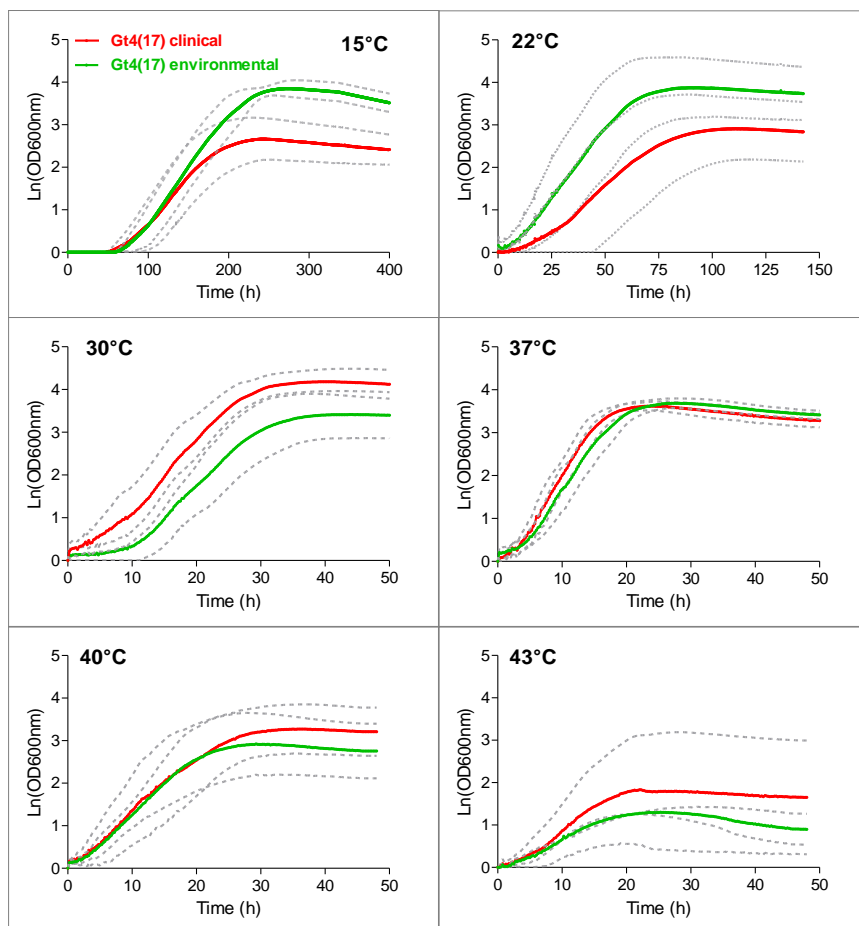 Gt4(17) clinical
Gt4(17) environmental
15°C
Ln(OD600nm)
5
4
3
2
1
0
0 100 200 300 400
Time (h)
22°C
Ln(OD600nm)
5
4
3
2
1
0
0 25 50 75 100 125 150
Time (h)
30°C
Ln(OD600nm)
5
4
3
2
1
0
0 10 20 30 40 50
Time (h)
37°C
Ln(OD600nm)
5
4
3
2
1
0
0 10 20 30 40 50
Time (h)
40°C
Ln(OD600nm)
5
4
3
2
1
0
0 10 20 30 40 50
Time (h)
43°C
Ln(OD600nm)
5
4
3
2
1
0
0 10 20 30 40 50
Time (h)